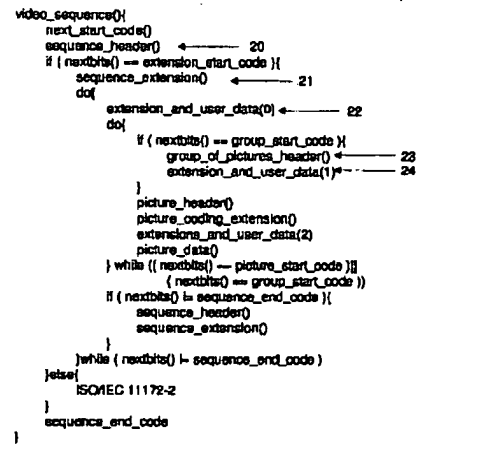 video_sequence(){
next_start_code()
sequence_header() 20
if ( nextbits() == extension_start_code ){
sequence_extension() 21
do{
extension_and_user_data(0) 22
do{
if ( nextbits() == group_start_code ){
group_of_pictures_header() 23
extension_and_user_data(1) 24
}
picture_header()
picture_coding_extension()
extensions_and_user_data(2)
picture_data()
} while (( nextbits() == picture_start_code )||
( nextbits() == group_start_code ))
if ( nextbits() != sequence_end_code ){
sequence_header()
sequence_extension()
}
}while ( nextbits() != sequence_end_code )
}else{
ISO/IEC 11172-2
}
sequence_end_code
}